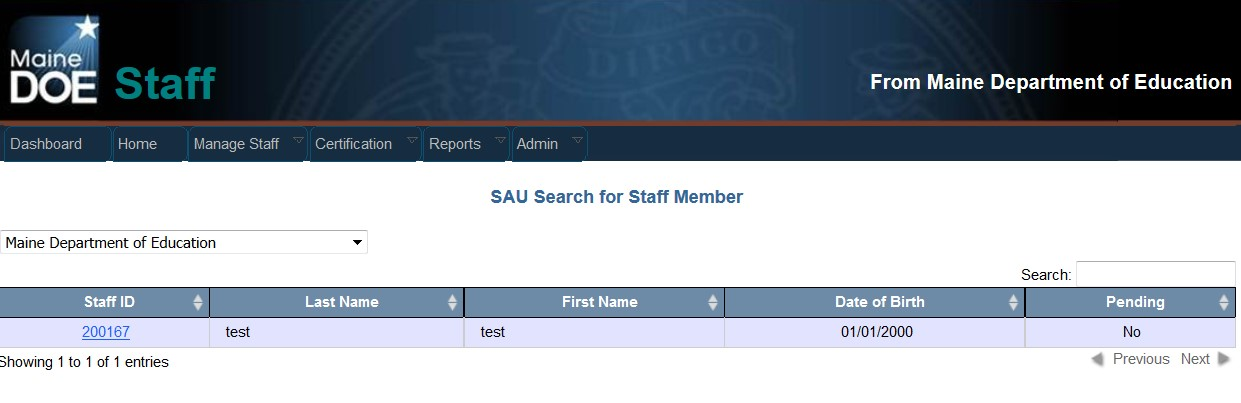 Maine
DOE Staff
DIRIGO
From Maine Department of Education
Dashboard Home Manage Staff Certification Reports Admin
SAU Search for Staff Member
Maine Department of Education
Search:
Staff ID Last Name First Name Date of Birth Pending
200167 test test 01/01/2000 No
Showing 1 to 1 of 1 entries Previous Next